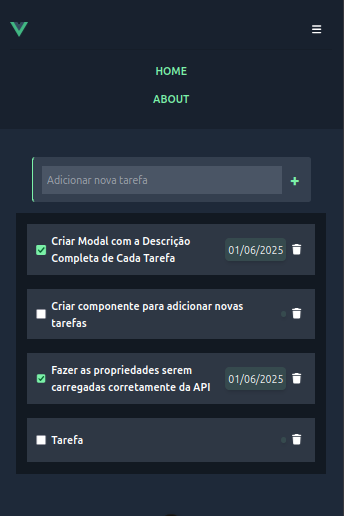 HOME
ABOUT
Adicionar nova tarefa
+
Criar Modal com a Descrição 01/06/2025
Completa de Cada Tarefa
Criar componente para adicionar novas
tarefas
Fazer as propriedades serem 01/06/2025
carregadas corretamente da API
Tarefa